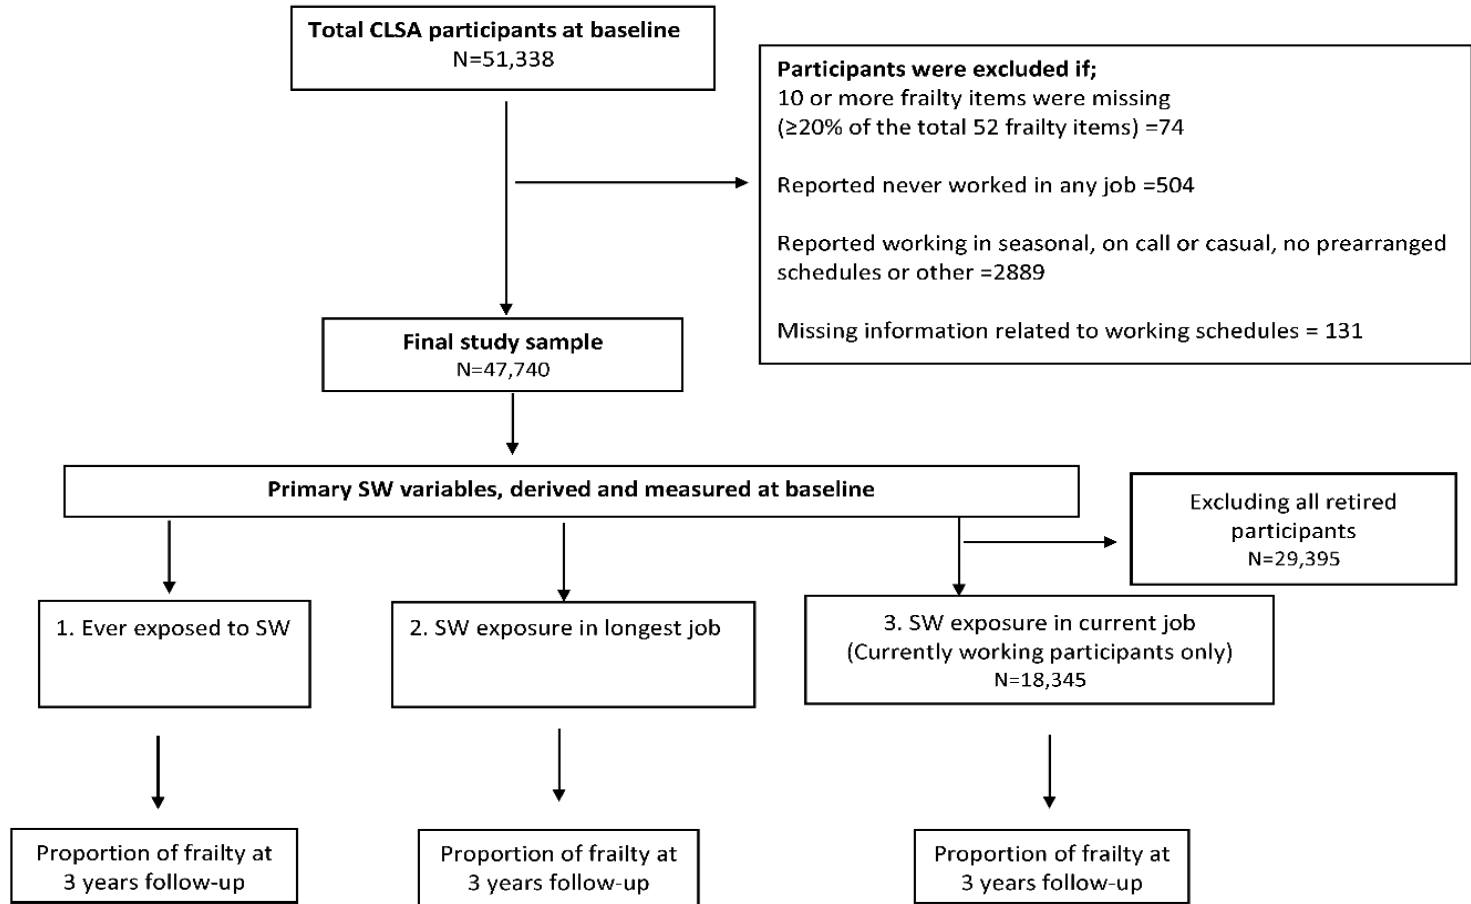 Total CLSA participants at baseline
N=51,338
Participants were excluded if;
10 or more frailty items were missing
(≥20% of the total 52 frailty items) =74
Reported never worked in any job =504
Reported working in seasonal, on call or casual, no prearranged
schedules or other =2889
Missing information related to working schedules = 131
Final study sample
N=47,740
Primary SW variables, derived and measured at baseline
Excluding all retired
participants
N=29,395
1. Ever exposed to SW
2. SW exposure in longest job
3. SW exposure in current job
(Currently working participants only)
N=18,345
Proportion of frailty at
3 years follow-up
Proportion of frailty at
3 years follow-up
Proportion of frailty at
3 years follow-up